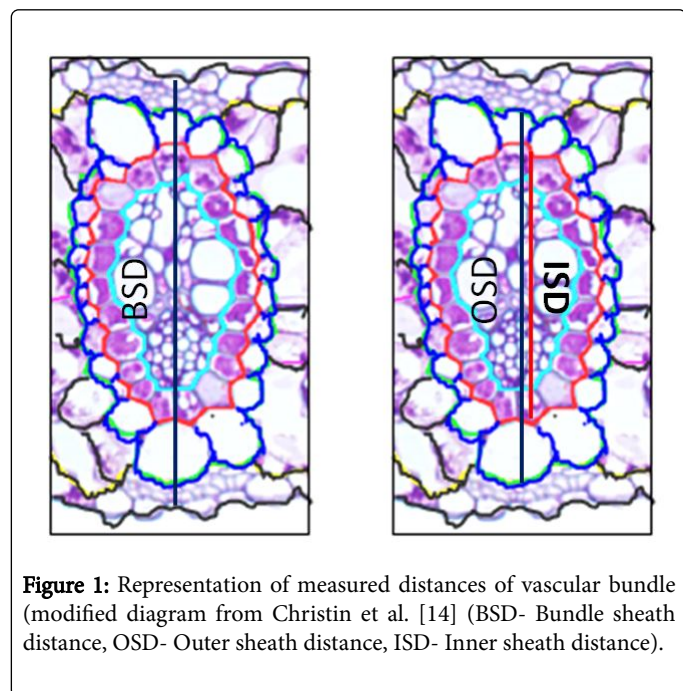 BSD
OSD
ISD
Figure 1: Representation of measured distances of vascular bundle
(modified diagram from Christin et al. [14] (BSD- Bundle sheath
distance, OSD- Outer sheath distance, ISD- Inner sheath distance).